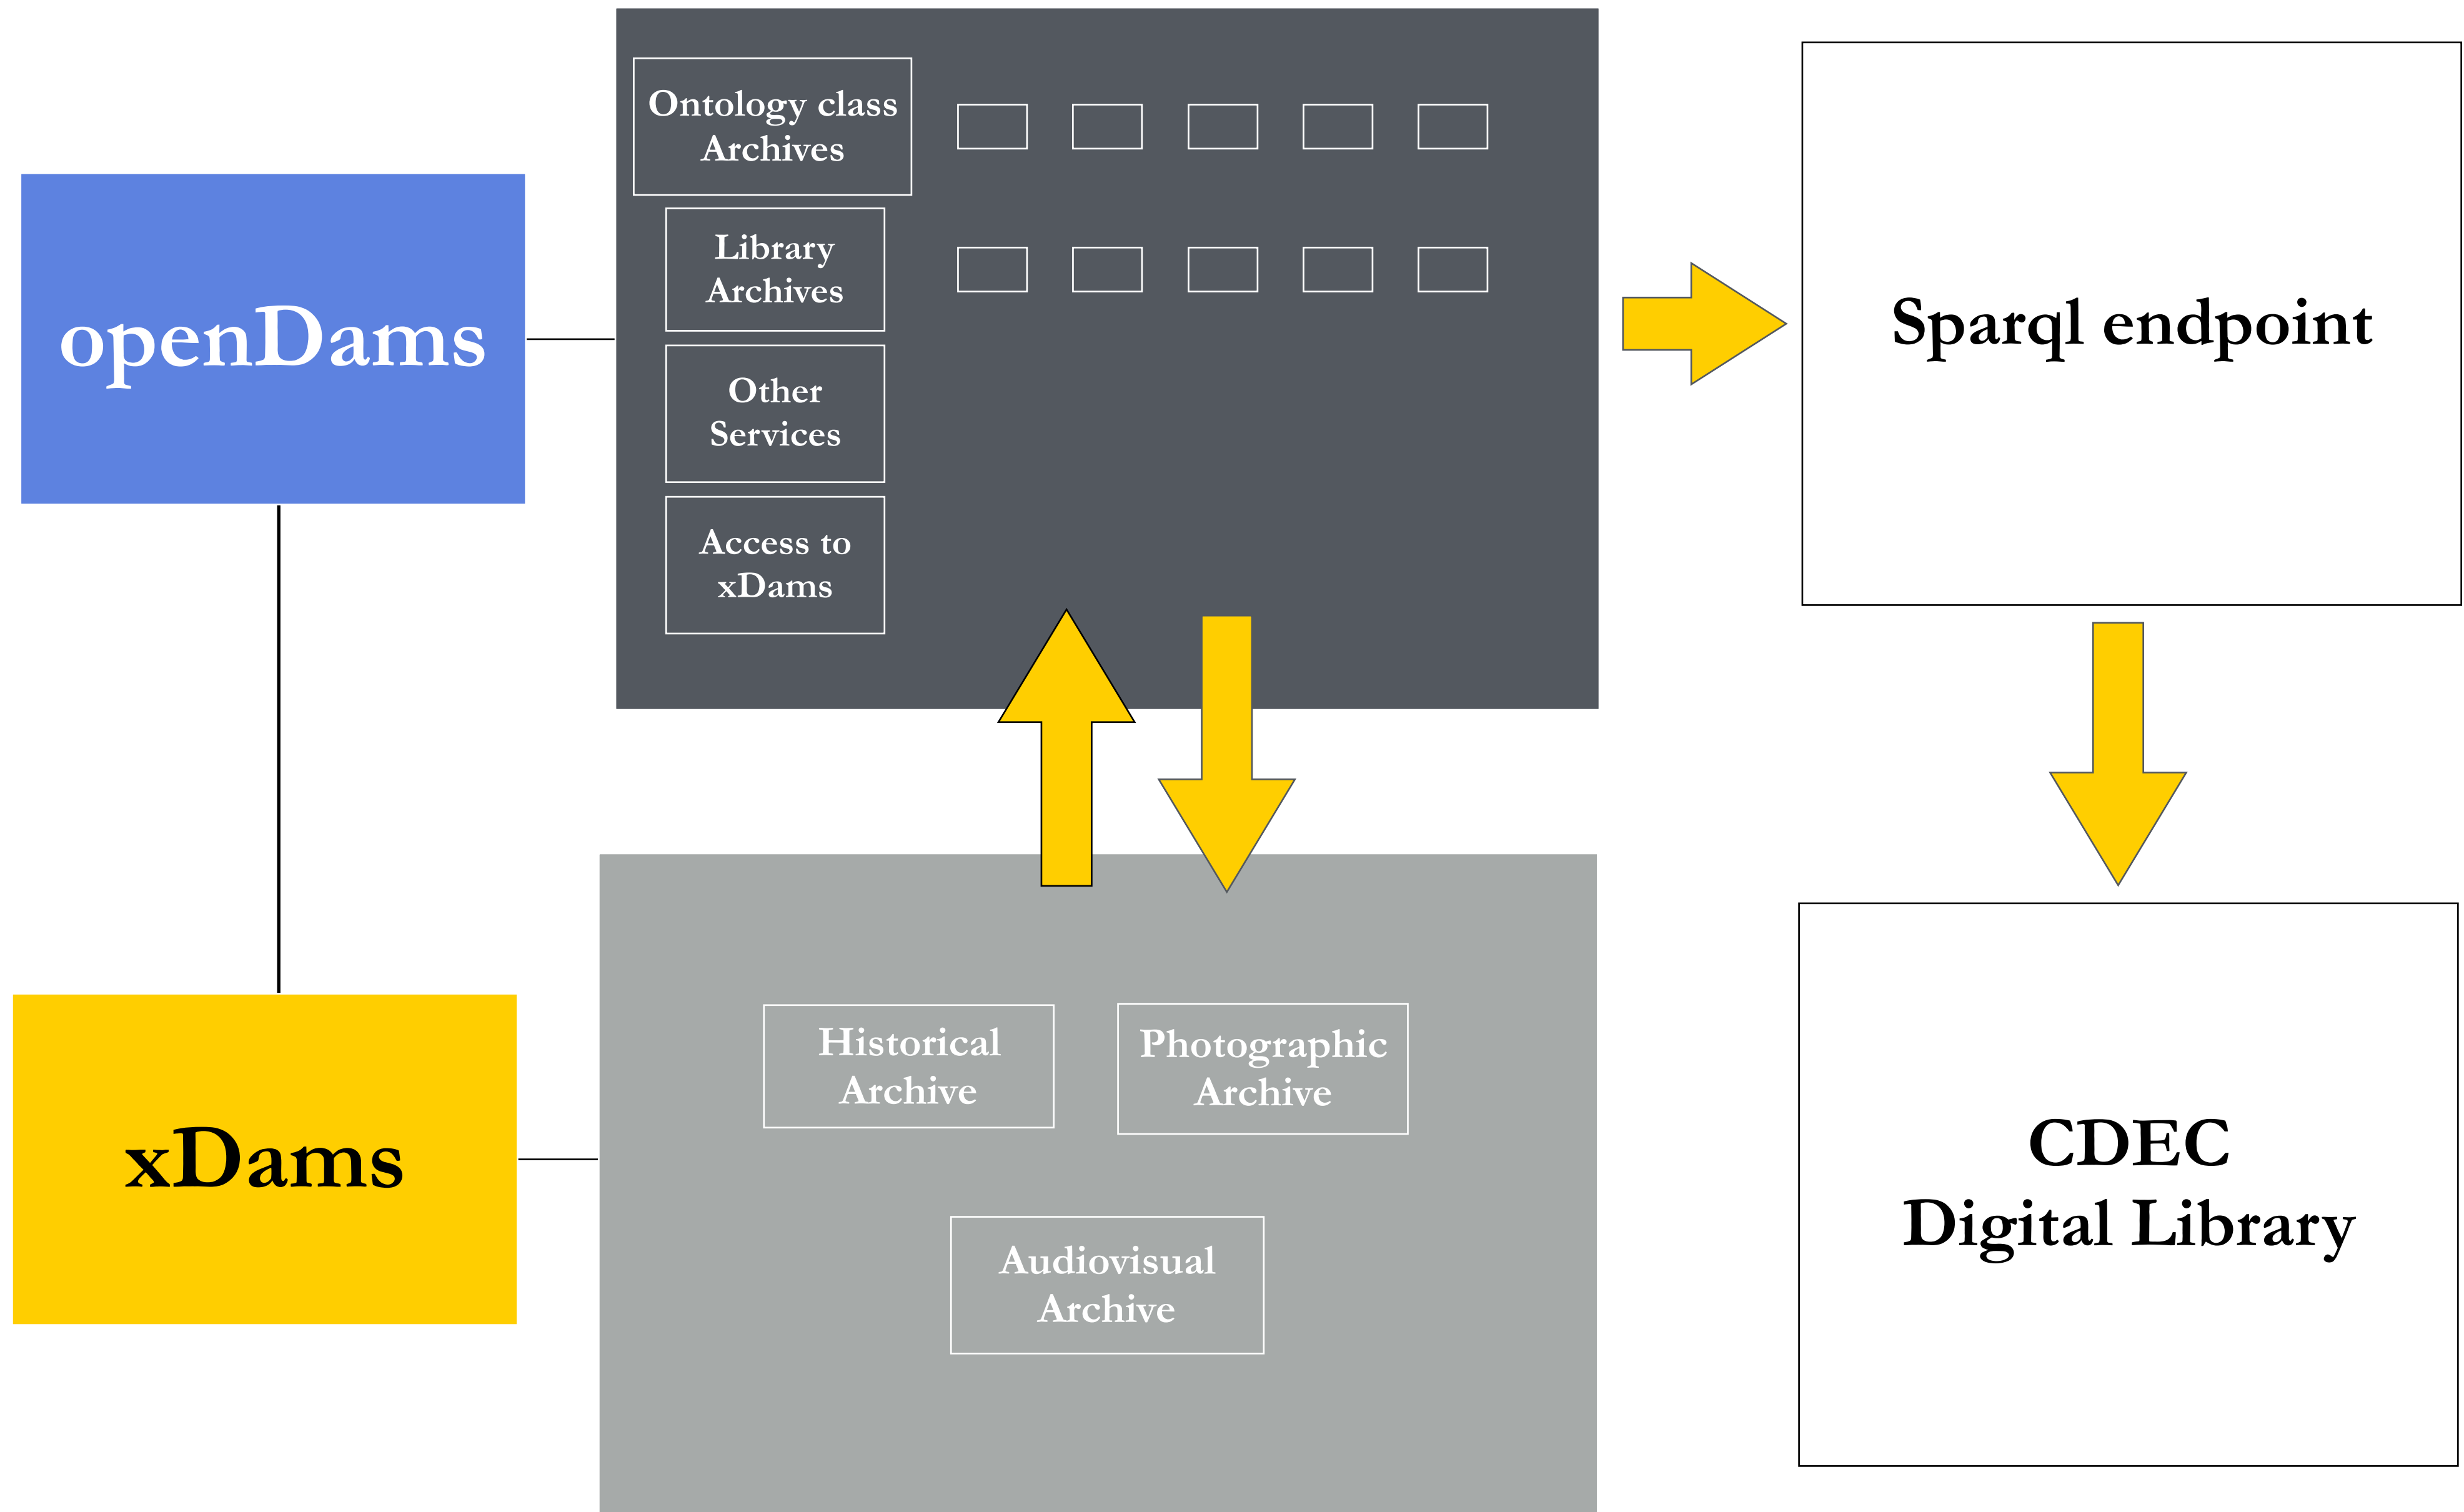 openDams
Ontology class
Archives
Library
Archives
Other
Services
Access to
xDams
Sparql endpoint
xDams
Historical
Archive
Photographic
Archive
Audiovisual
Archive
CDEC
Digital Library